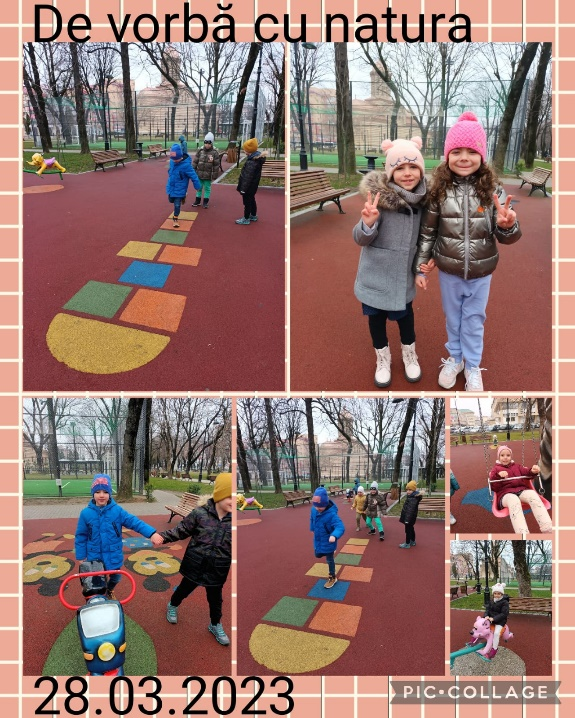 De vorbă cu natura
28.03.2023
PIC•COLLAGE